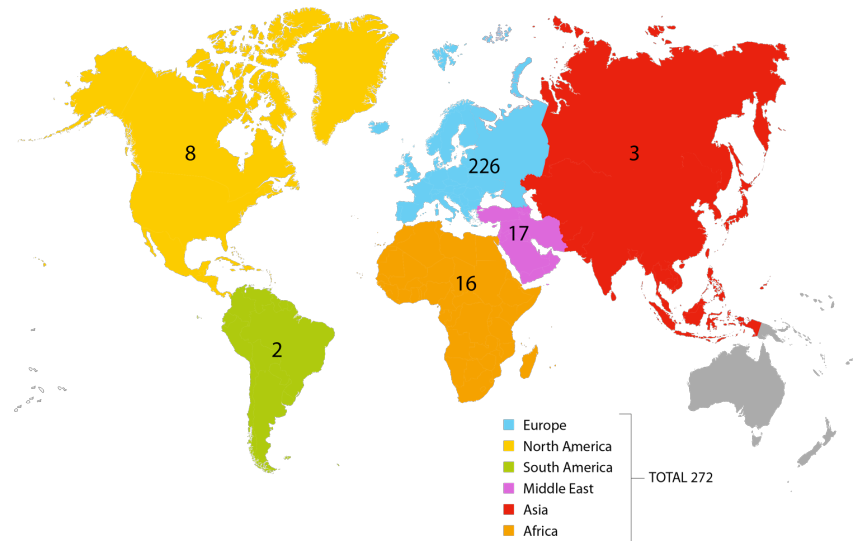 8
226
3
17
16
2
Europe
North America
South America
Middle East
Asia
Africa
TOTAL 272